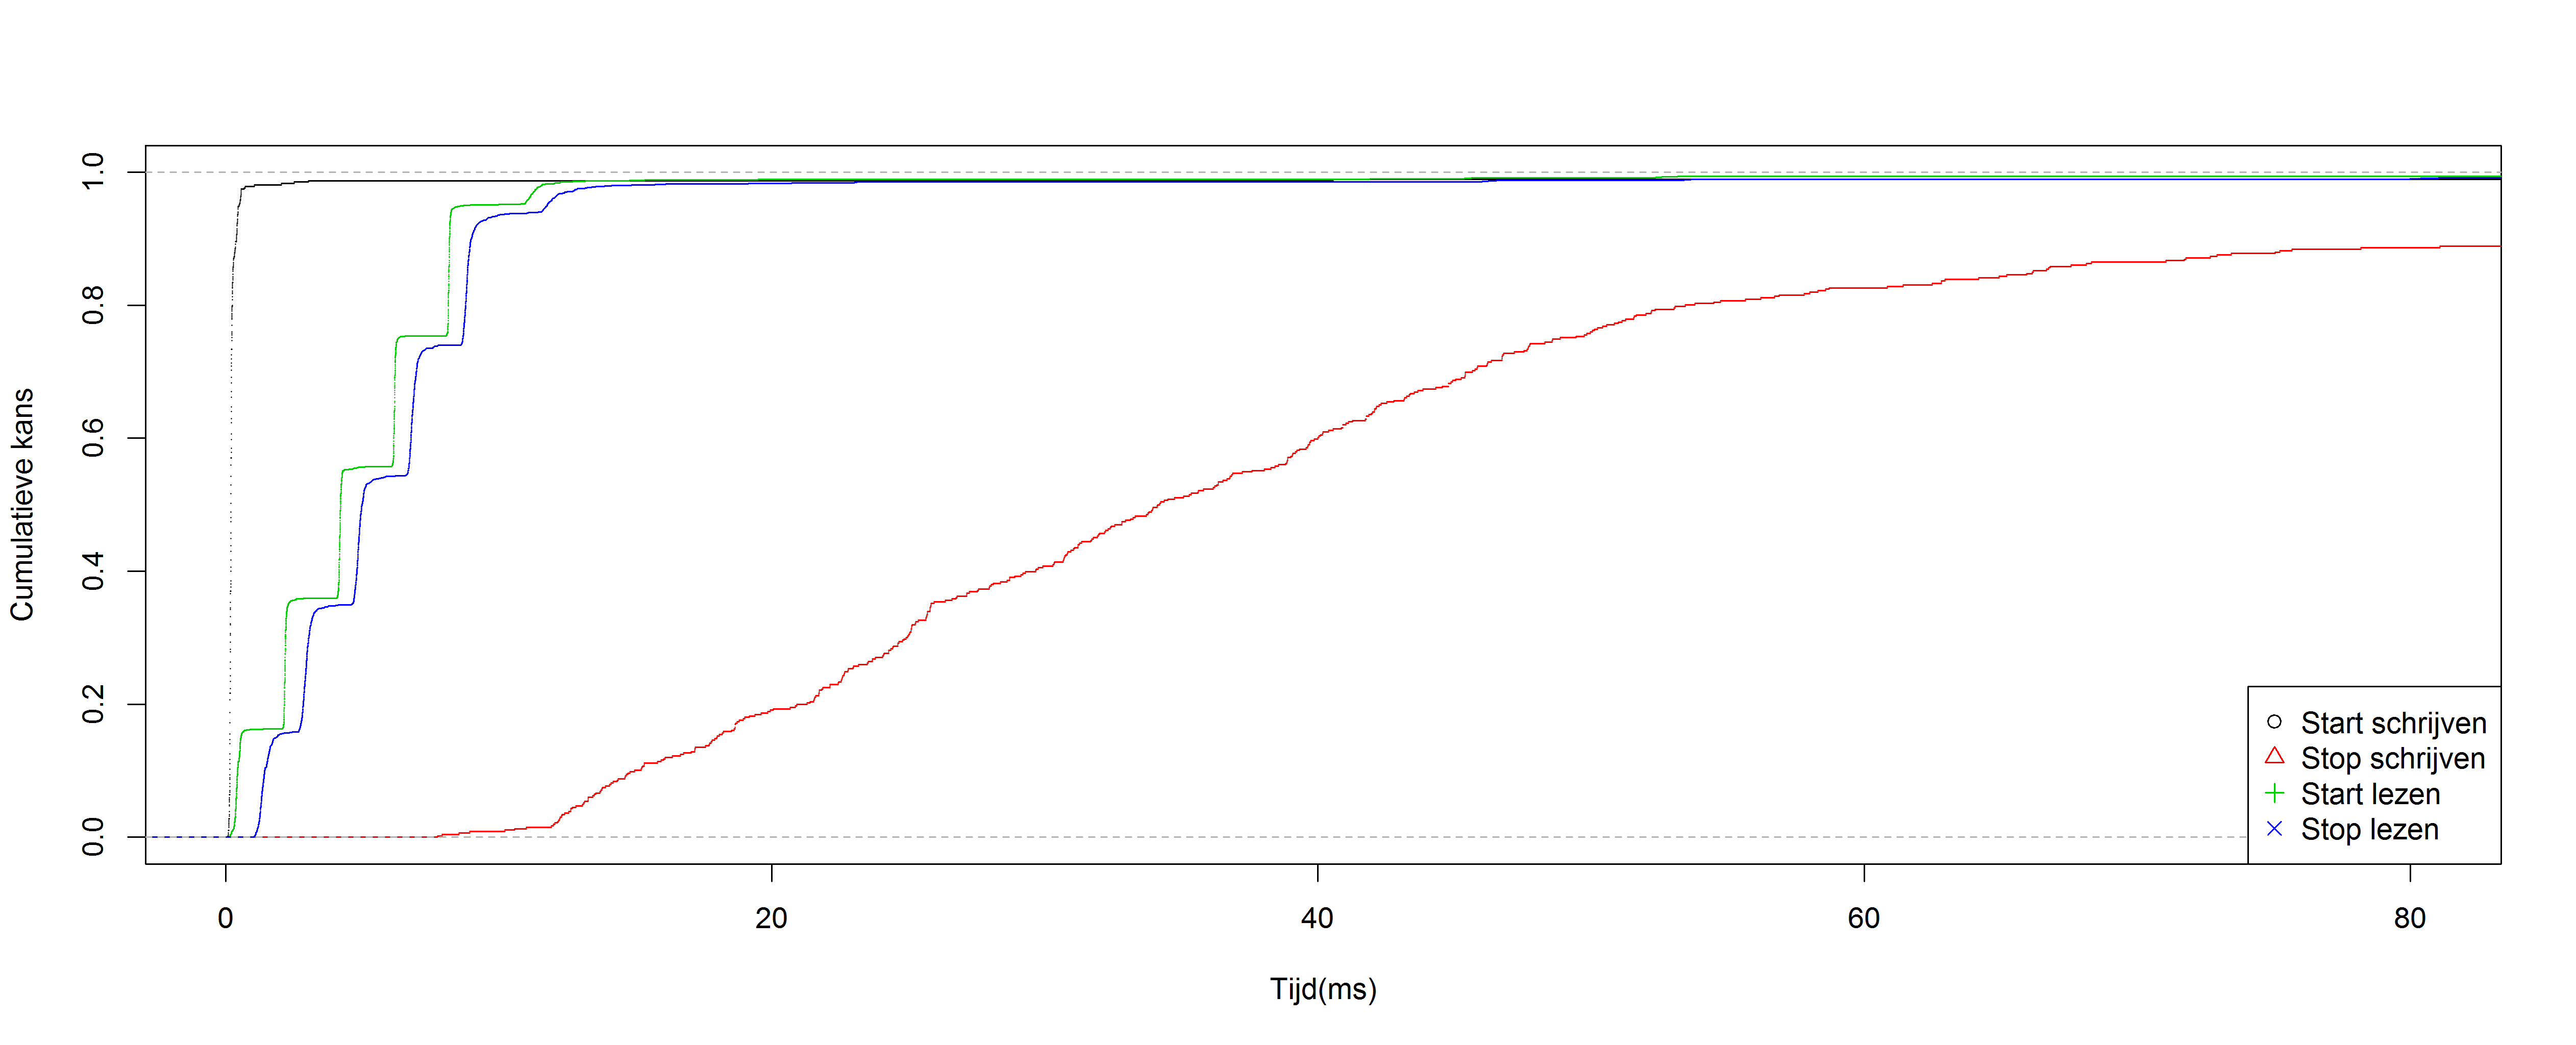 Cumulatieve kans
1.0
0.8
0.6
0.4
0.2
0.0
0 20 40 60 80
Tijd(ms)
Start schrijven
Stop schrijven
Start lezen
Stop lezen